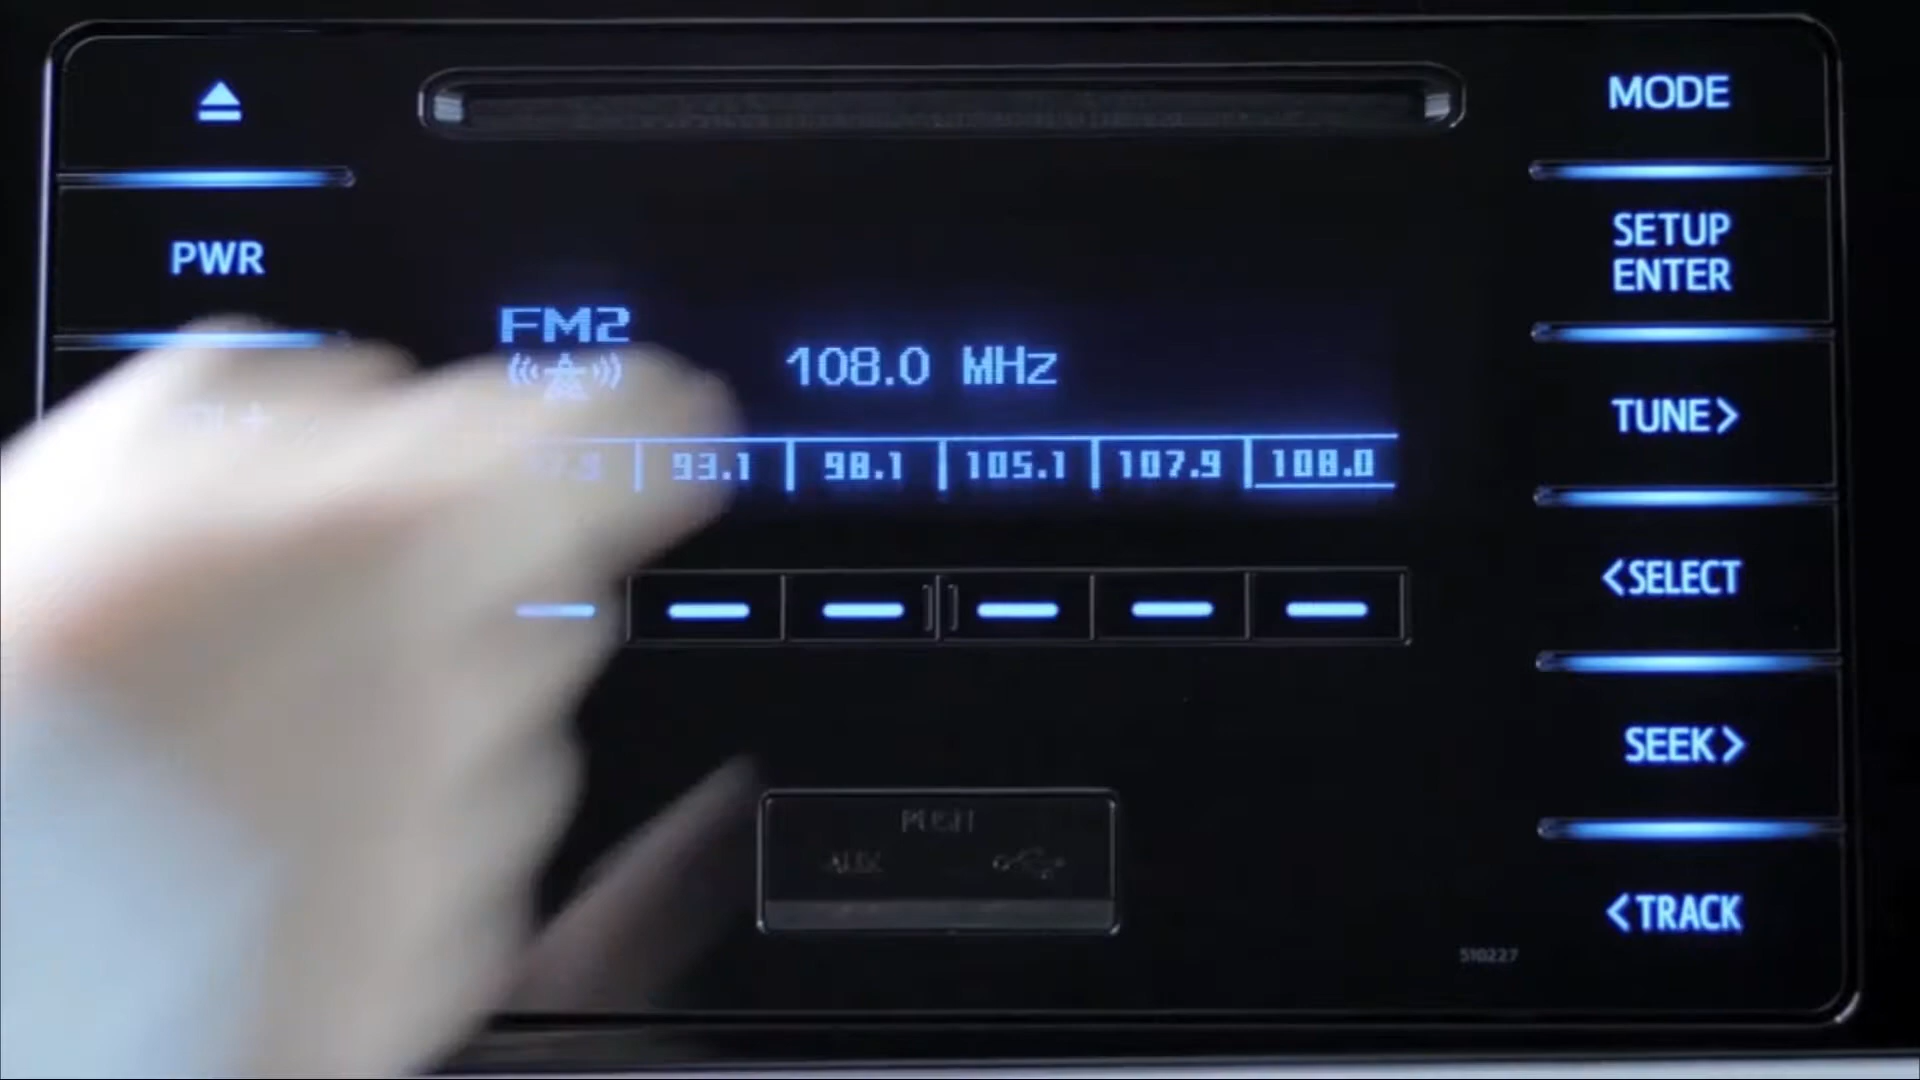 MODE
PWR
SETUP
ENTER
FM2
108.0 MHz
TUNE>
93.1
98.1
105.1
107.9
108.0
<SELECT
SEEK>
PUSH
AUX
<TRACK
510227